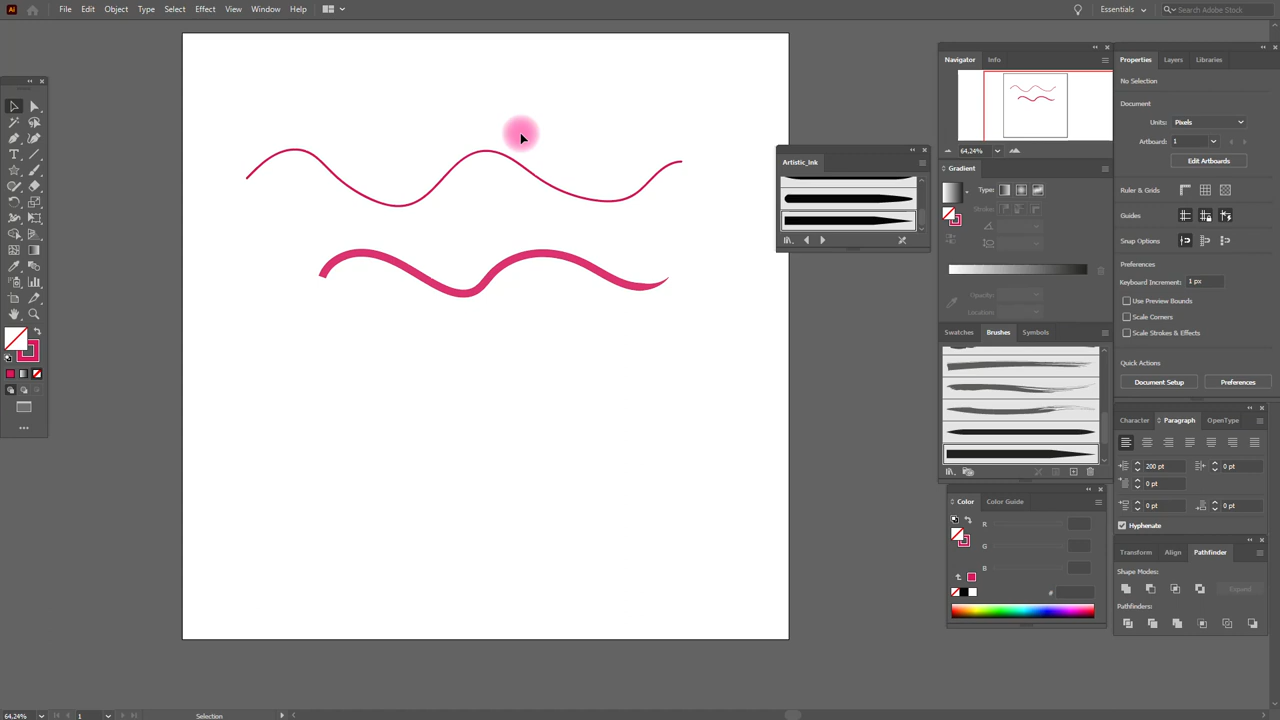 Ai File Edit Object Type Select Effect View Window Help Essentials Search Adobe Stock
Navigator Info
64.24%
Artistic_Ink
Gradient
Type:
Stroke:
Opacity:
Location:
Swatches Brushes Symbols
Color Color Guide
R
G
B
#
Properties Layers Libraries
No Selection
Document
Units: Pixels
Artboard: 1
Edit Artboards
Ruler & Grids
Guides
Snap Options
Preferences
Keyboard Increment: 1 px
Use Preview Bounds
Scale Corners
Scale Strokes & Effects
Quick Actions
Document Setup Preferences
Character Paragraph OpenType
200 pt 0 pt
0 pt
0 pt 0 pt
Hyphenate
Transform Align Pathfinder
Shape Modes:
Expand
Pathfinders:
64.24% 1 Selection